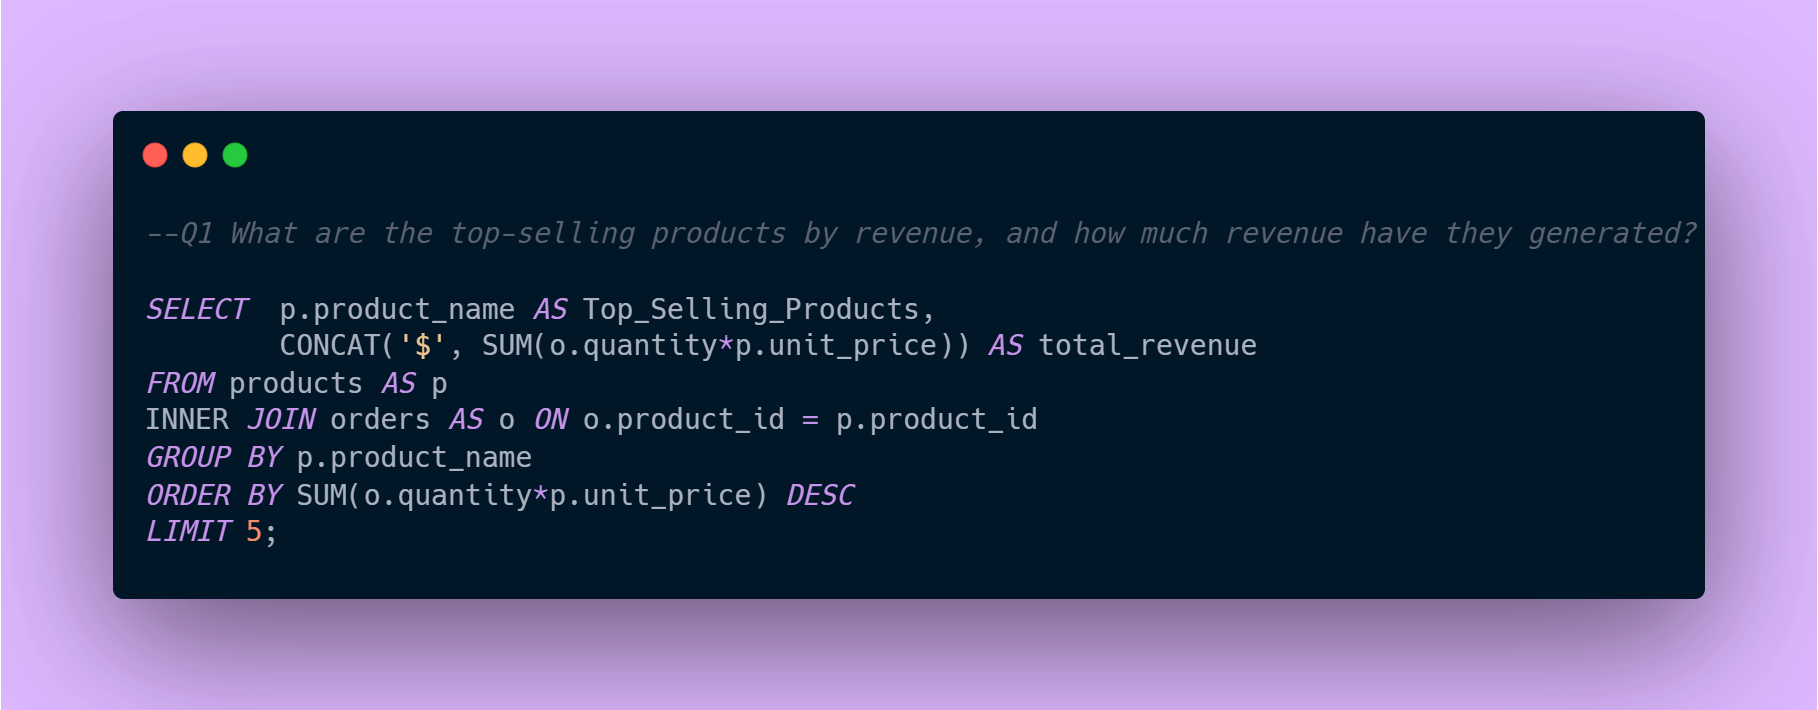 --Q1 What are the top-selling products by revenue, and how much revenue have they generated?
SELECT  p.product_name AS Top_Selling_Products,
        CONCAT('$', SUM(o.quantity*p.unit_price)) AS total_revenue
FROM products AS p
INNER JOIN orders AS o ON o.product_id = p.product_id
GROUP BY p.product_name
ORDER BY SUM(o.quantity*p.unit_price) DESC
LIMIT 5;